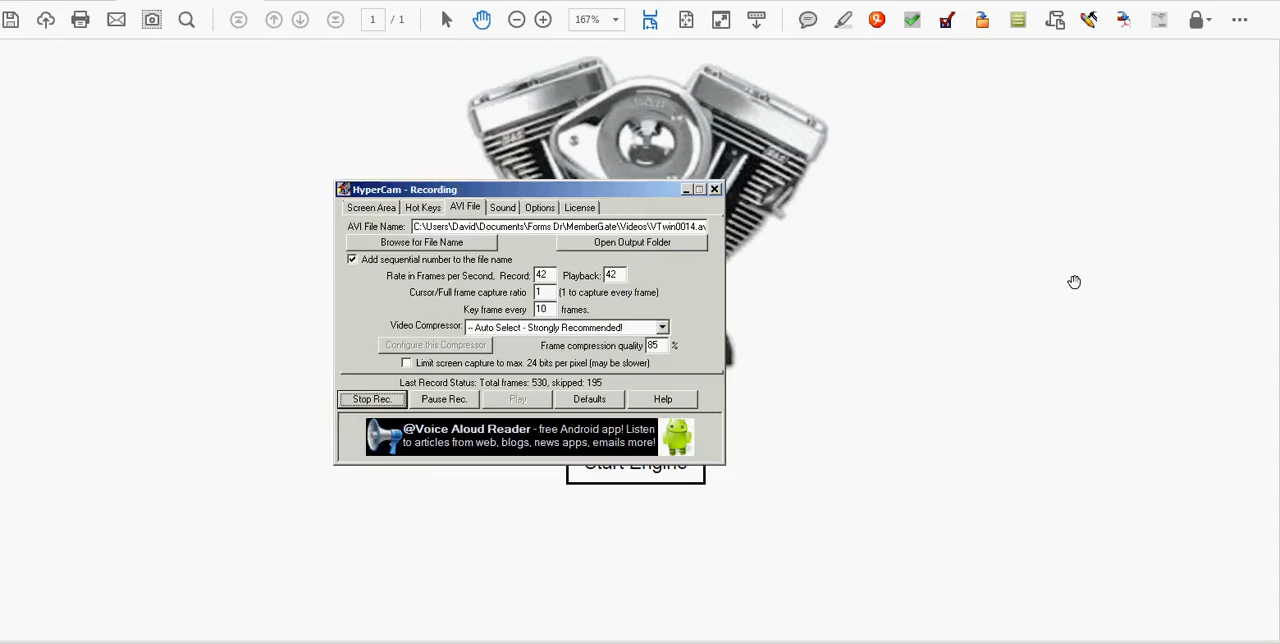 1 / 1
167%
HyperCam - Recording
Screen Area Hot Keys AVI File Sound Options License
AVI File Name: C:\Users\David\Documents\Forms Dr\MemberGate\Videos\VTwin0014.av
Browse for File Name Open Output Folder
Add sequential number to the file name
Rate in Frames per Second, Record: 42 Playback: 42
Cursor/Full frame capture ratio 1 (1 to capture every frame)
Key frame every 10 frames.
Video Compressor: -- Auto Select - Strongly Recommended!
Configure this Compressor Frame compression quality 85 %
Limit screen capture to max. 24 bits per pixel (may be slower)
Last Record Status: Total frames: 530, skipped: 195
Stop Rec. Pause Rec. Play Defaults Help
@Voice Aloud Reader - free Android app! Listen
to articles from web, blogs, news apps, emails more!
Start Engine